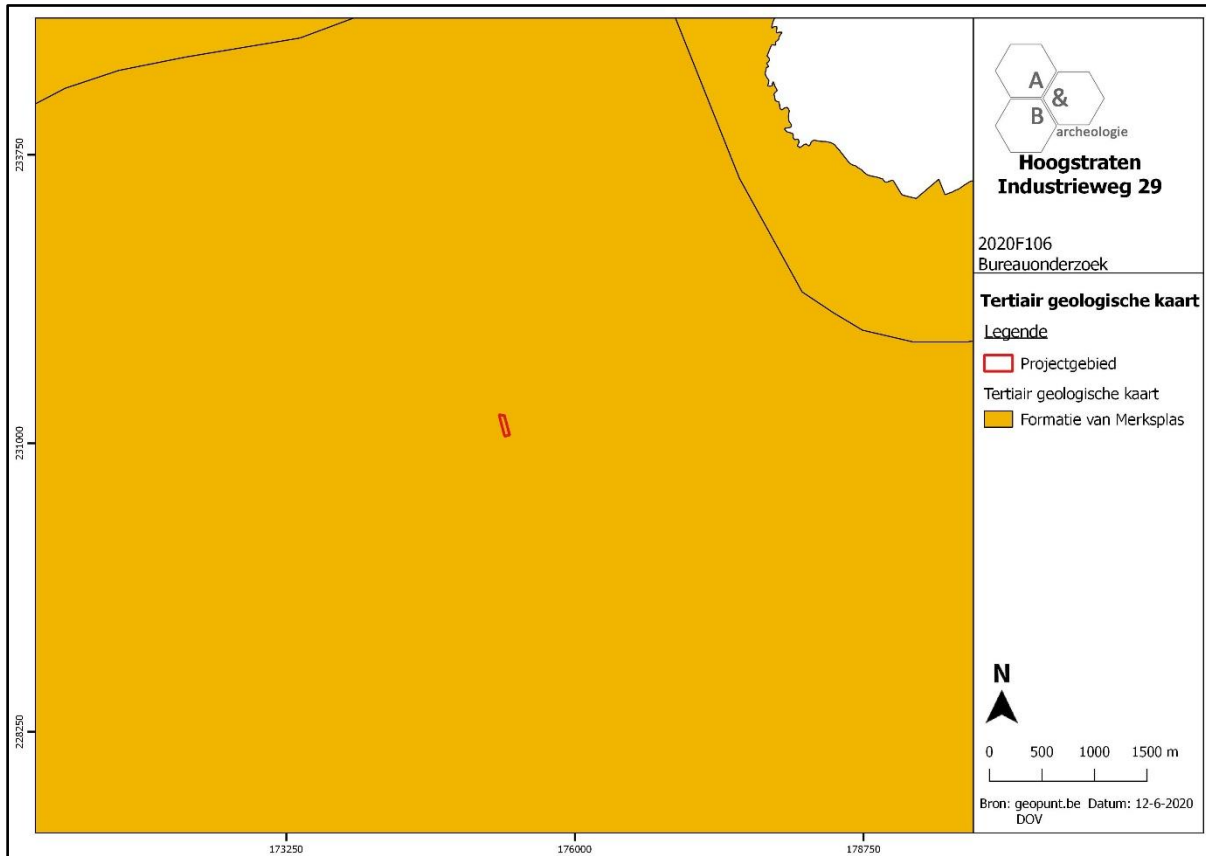 A
&
B
archeologie
Hoogstraten
Industrieweg 29
2020F106
Bureauonderzoek
Tertiair geologische kaart
Legende
Projectgebied
Tertiair geologische kaart
Formatie van Merksplas
N
0 500 1000 1500 m
Bron: geopunt.be Datum: 12-6-2020
DOV
233750
231000
228250
173250 176000 178750